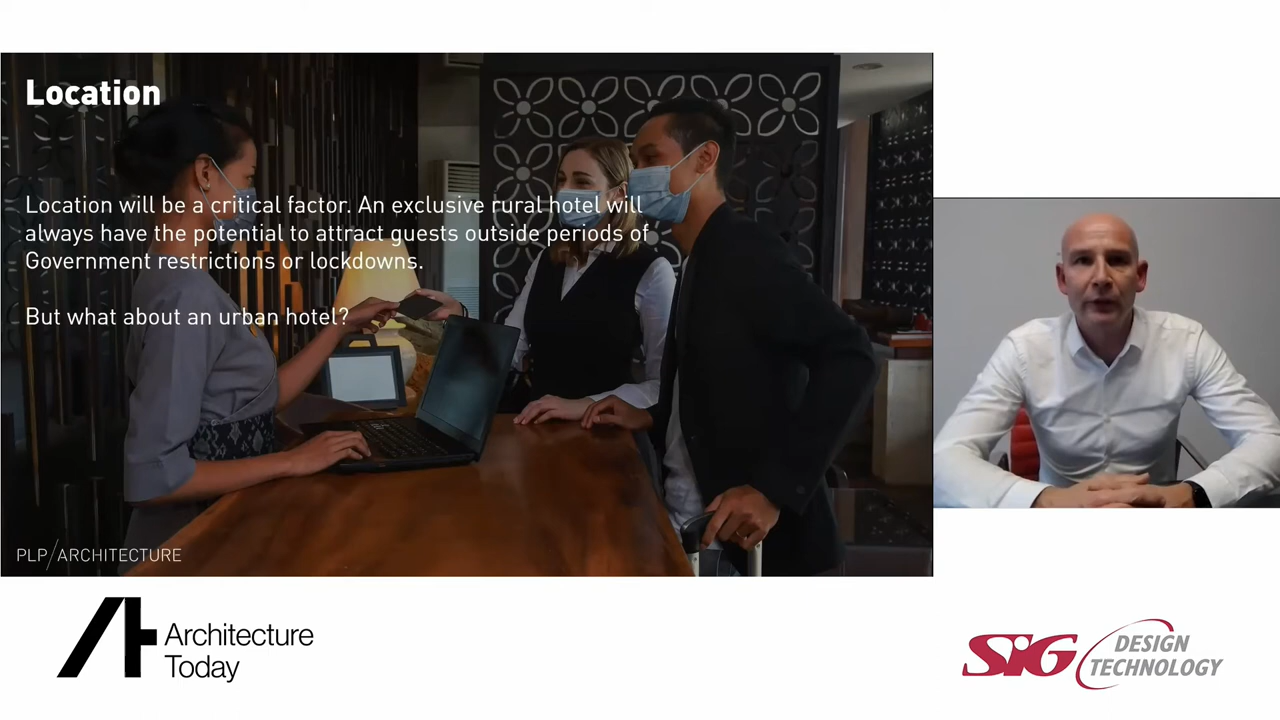 Location
Location will be a critical factor. An exclusive rural hotel will
always have the potential to attract guests outside periods of
Government restrictions or lockdowns.
But what about an urban hotel?
PLP/ARCHITECTURE
Architecture
Today
SIG DESIGN
TECHNOLOGY